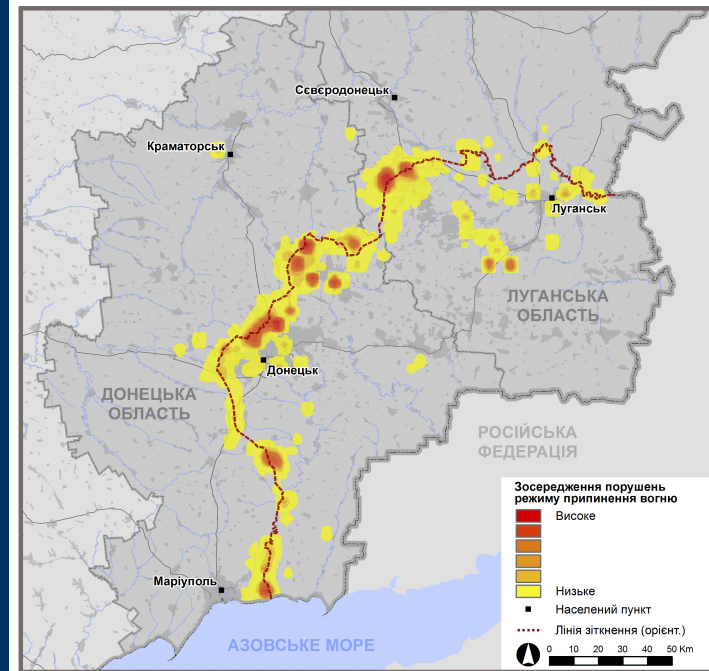 Сєвєродонецьк
Краматорськ
Луганськ
ЛУГАНСЬКА
ОБЛАСТЬ
Донецьк
ДОНЕЦЬКА
ОБЛАСТЬ
РОСІЙСЬКА
ФЕДЕРАЦІЯ
Маріуполь
АЗОВСЬКЕ МОРЕ
Зосередження порушень
режиму припинення вогню
Високе
Низьке
Населений пункт
Лінія зіткнення (орієнт.)
0 10 20 30 40 50 Km